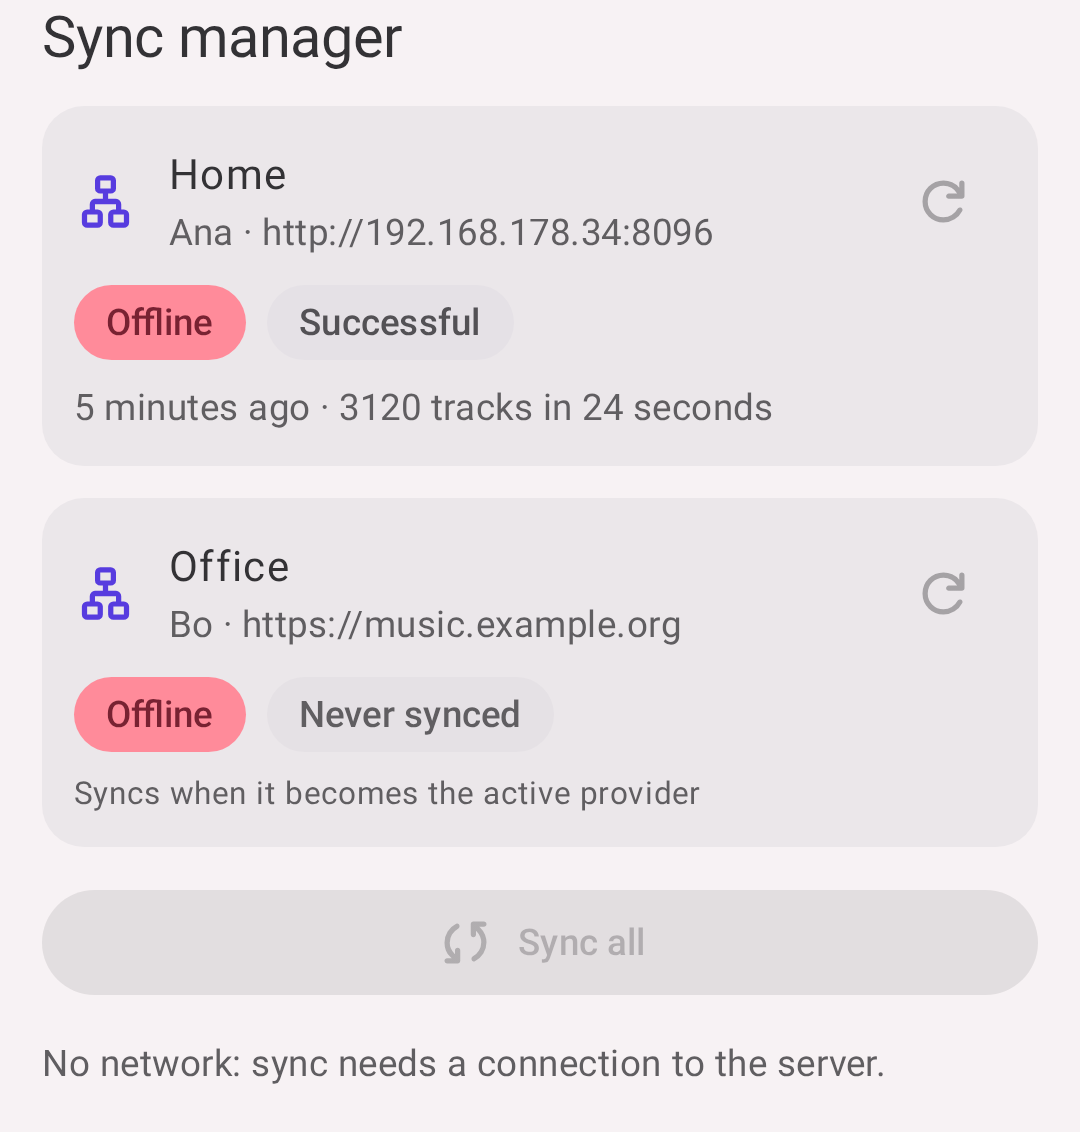 Sync manager
Home
Ana · http://192.168.178.34:8096
Offline Successful
5 minutes ago · 3120 tracks in 24 seconds
Office
Bo · https://music.example.org
Offline Never synced
Syncs when it becomes the active provider
Sync all
No network: sync needs a connection to the server.